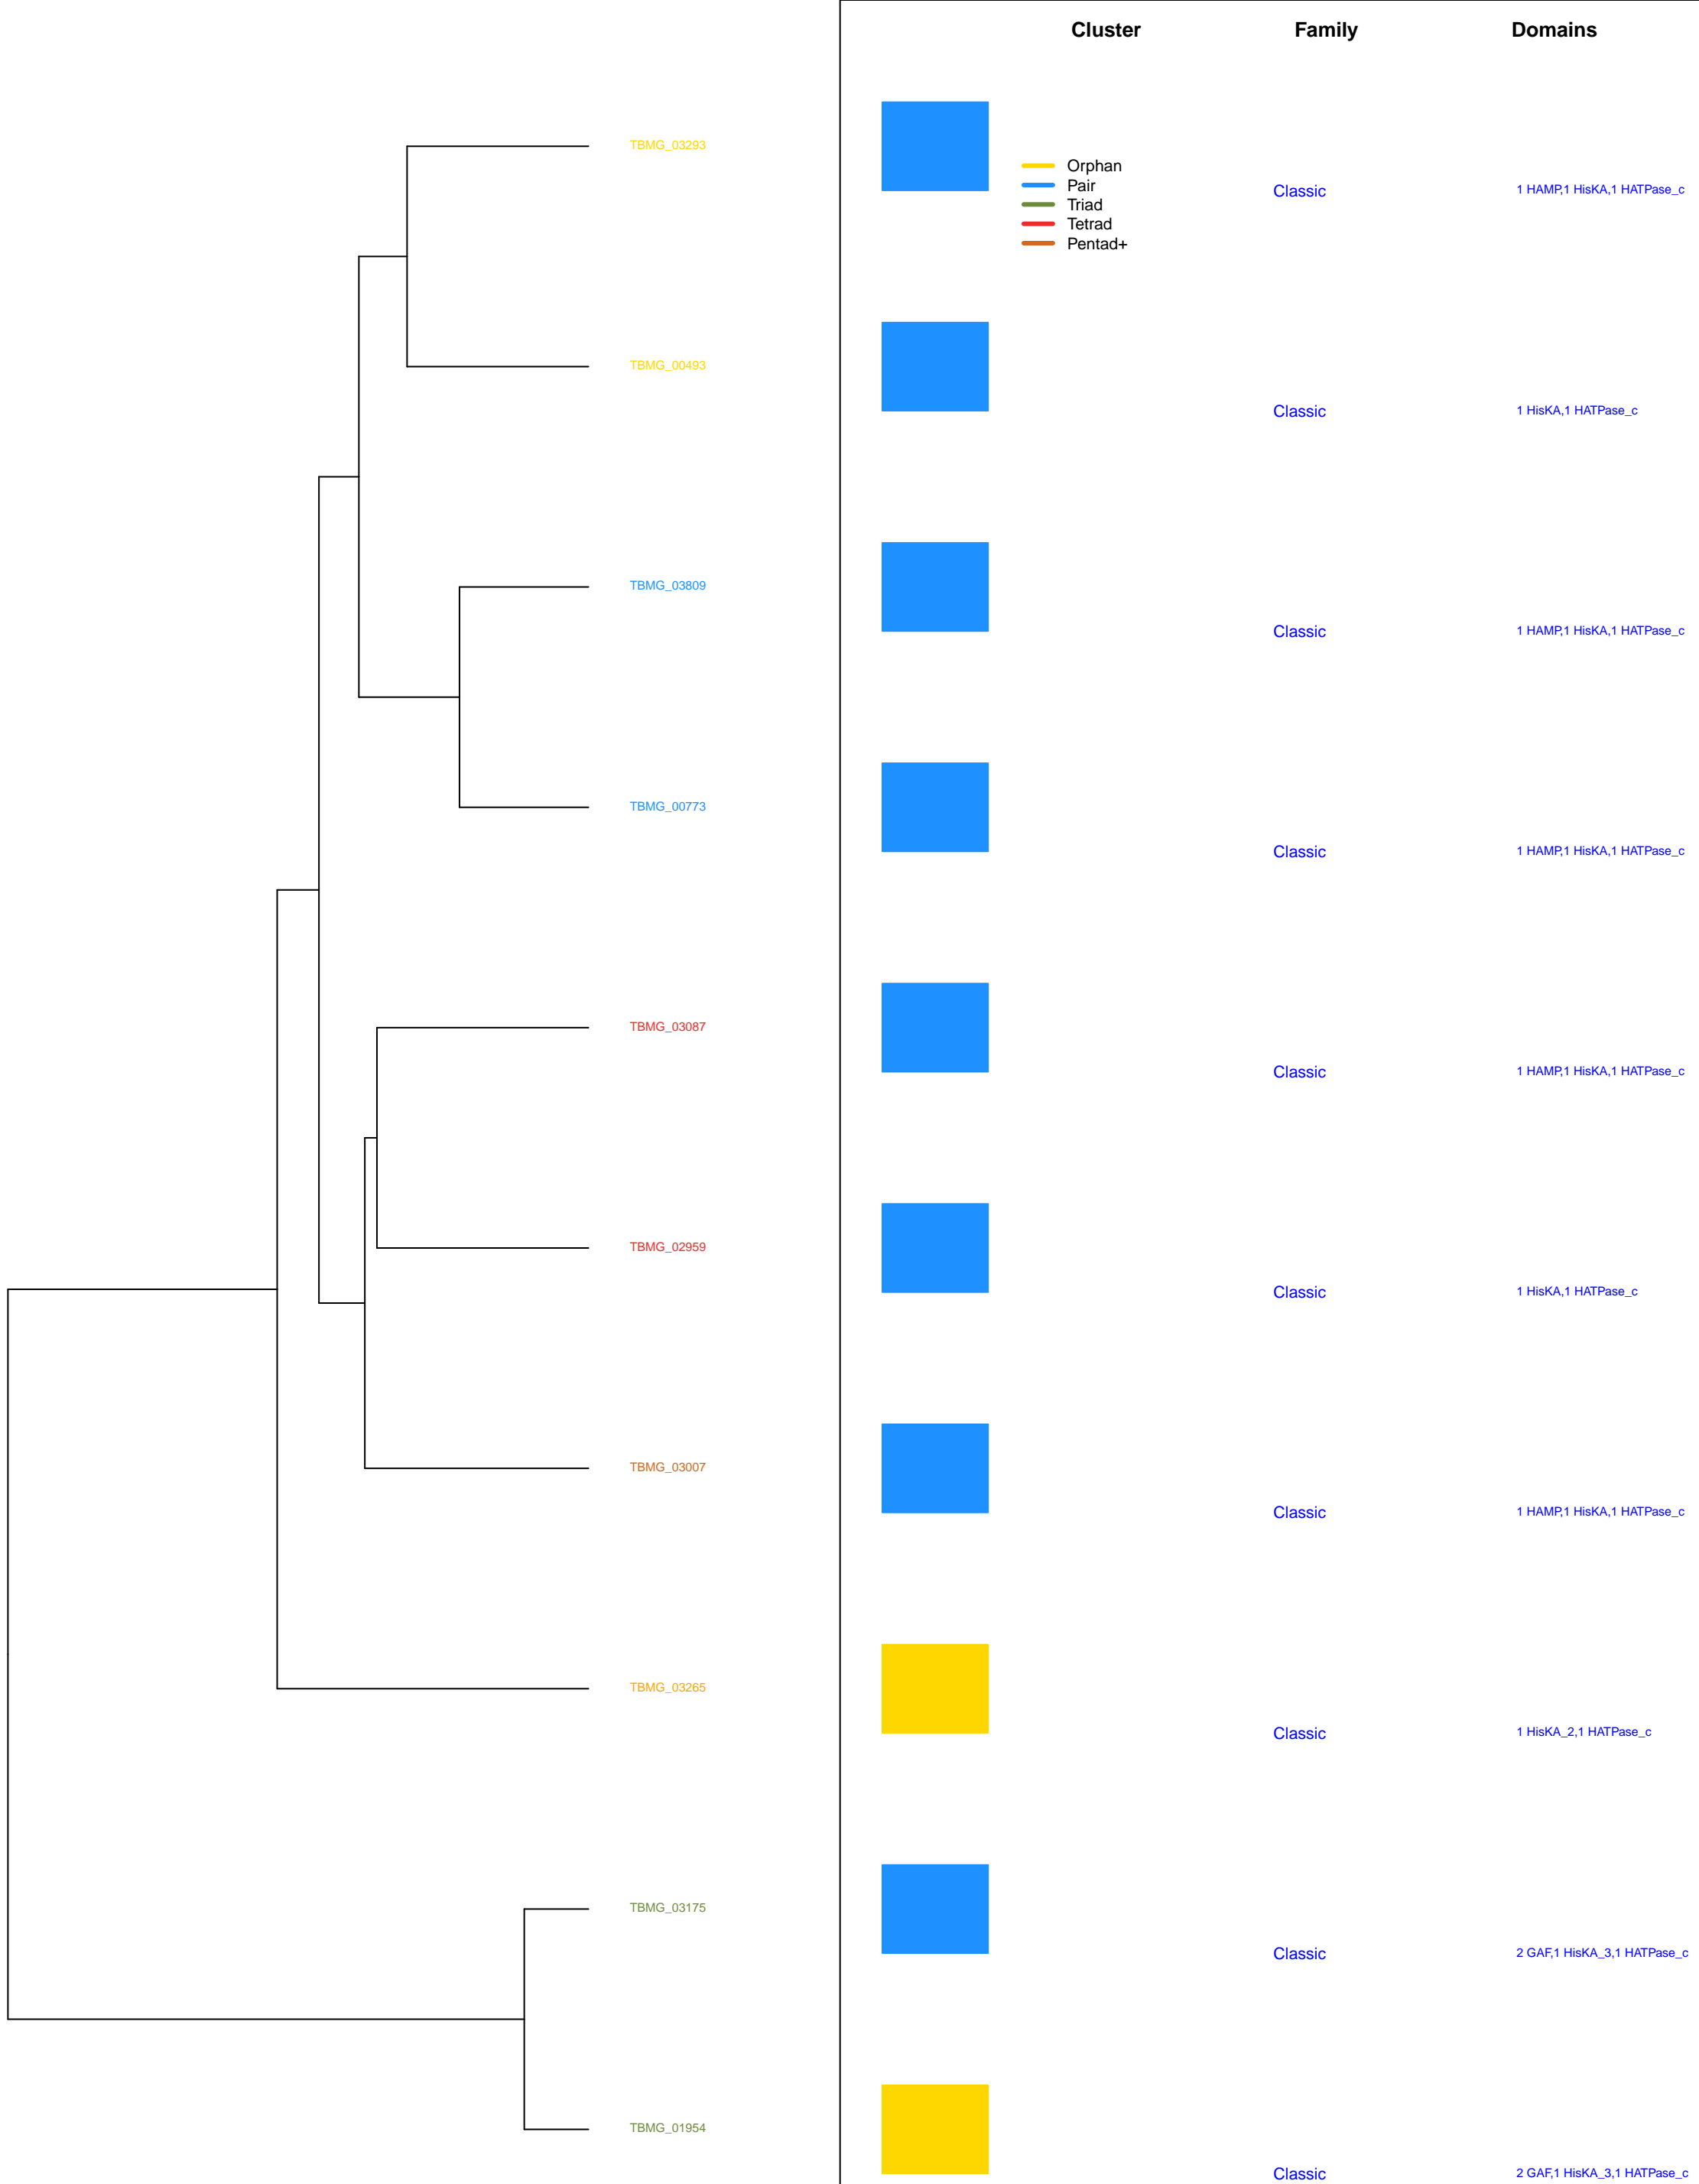 Cluster Family Domains
TBMG_03293
Orphan
Pair
Classic 1 HAMP,1 HisKA,1 HATPase_c
Triad
Tetrad
Pentad+
TBMG_00493
Classic 1 HisKA,1 HATPase_c
TBMG_03809
Classic 1 HAMP,1 HisKA,1 HATPase_c
TBMG_00773
Classic 1 HAMP,1 HisKA,1 HATPase_c
TBMG_03087
Classic 1 HAMP,1 HisKA,1 HATPase_c
TBMG_02959
Classic 1 HisKA,1 HATPase_c
TBMG_03007
Classic 1 HAMP,1 HisKA,1 HATPase_c
TBMG_03265
Classic 1 HisKA_2,1 HATPase_c
TBMG_03175
Classic 2 GAF,1 HisKA_3,1 HATPase_c
TBMG_01954
Classic 2 GAF,1 HisKA_3,1 HATPase_c